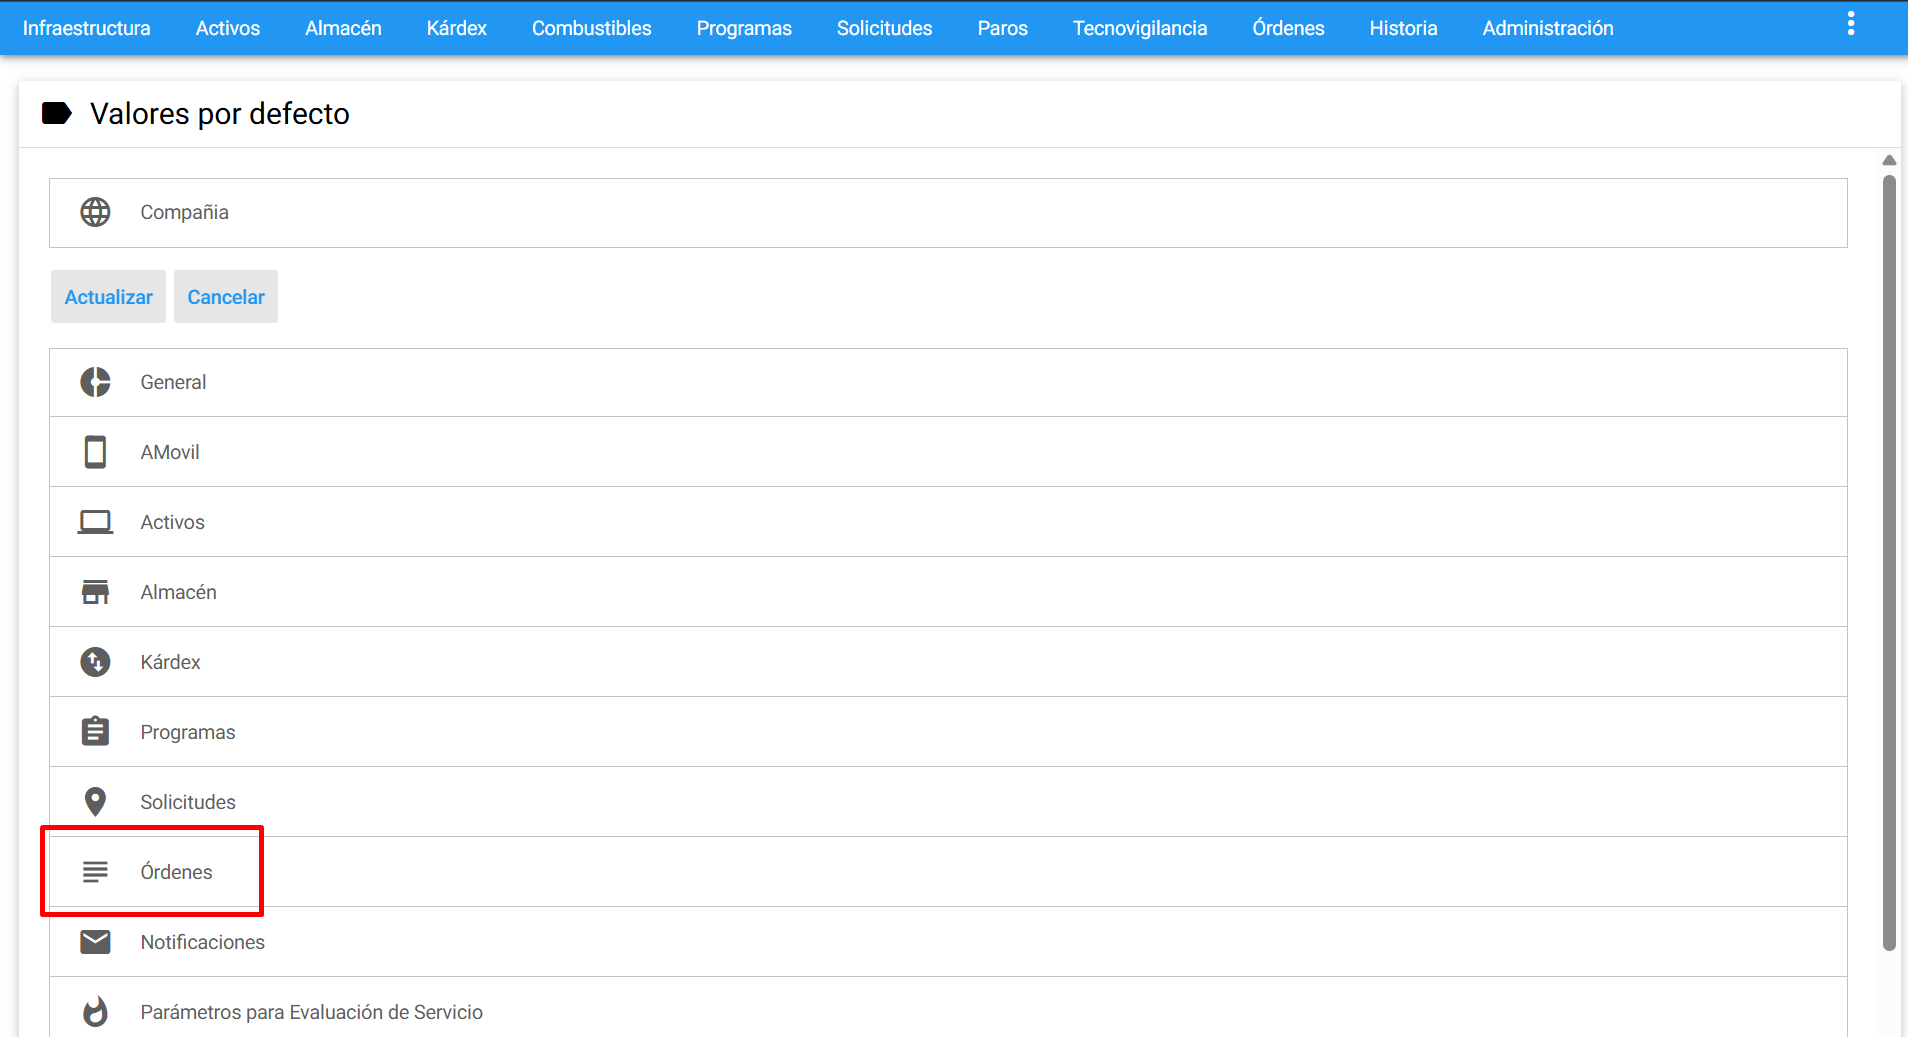 Infraestructura Activos Almacén Kárdex Combustibles Programas Solicitudes Paros Tecnovigilancia Órdenes Historia Administración
Valores por defecto
Compañia
Actualizar Cancelar
General
AMovil
Activos
Almacén
Kárdex
Programas
Solicitudes
Órdenes
Notificaciones
Parámetros para Evaluación de Servicio